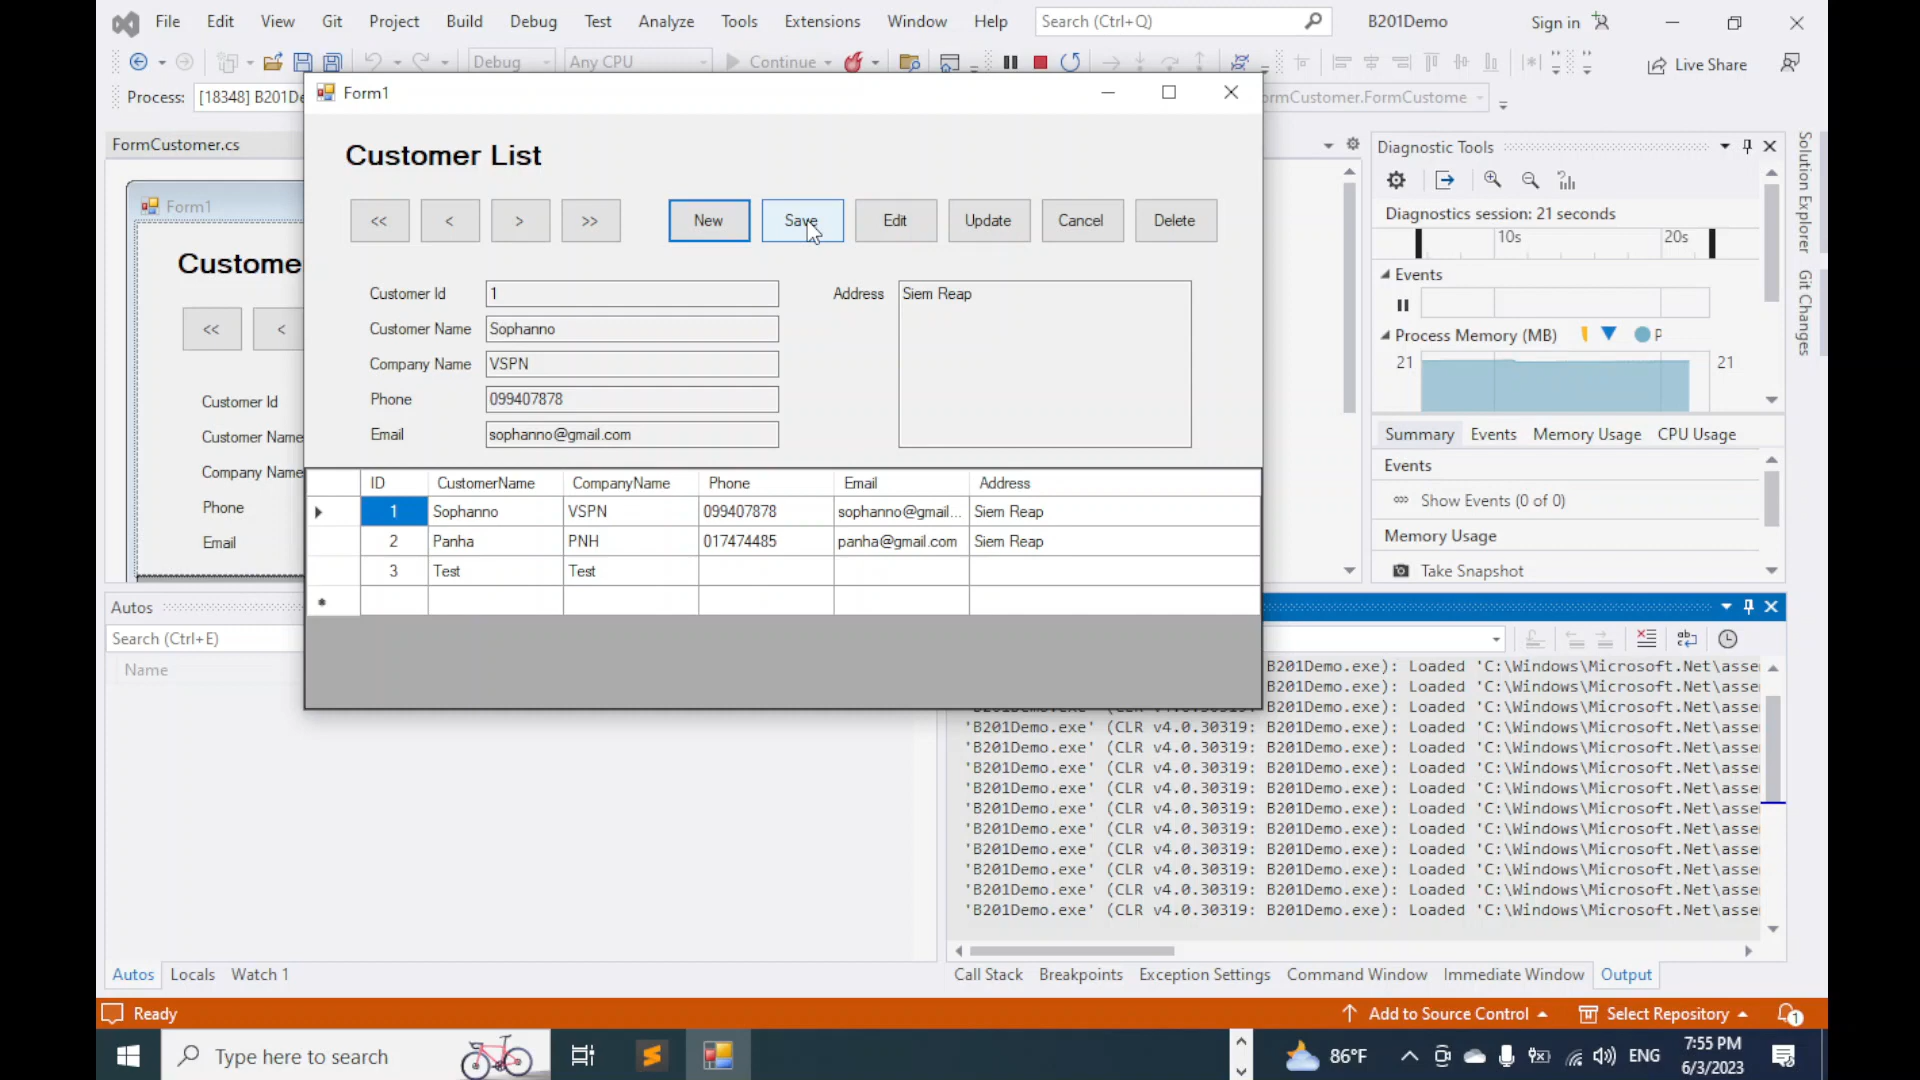 File Edit View Git Project Build Debug Test Analyze Tools Extensions Window Help Search (Ctrl+Q) B201Demo Sign in
Debug Any CPU Continue Live Share
Process: [18348] B201De
Form1
FormCustomer.cs
Customer List
<< < > >> New Save Edit Update Cancel Delete
Customer Id 1
Customer Name Sophanno
Company Name VSPN
Phone 099407878
Email sophanno@gmail.com
Address Siem Reap
ID CustomerName CompanyName Phone Email Address
1 Sophanno VSPN 099407878 sophanno@gmail... Siem Reap
2 Panha PNH 017474485 panha@gmail.com Siem Reap
3 Test Test
*
Form1
Custome
<< <
Customer Id
Customer Name
Company Name
Phone
Email
ormCustomer.FormCustome
Diagnostic Tools
Diagnostics session: 21 seconds
10s 20s
Events
Process Memory (MB) P
21 21
Summary Events Memory Usage CPU Usage
Events
Show Events (0 of 0)
Memory Usage
Take Snapshot
Solution Explorer
Git Changes
Autos
Search (Ctrl+E)
Name
B201Demo.exe): Loaded 'C:\Windows\Microsoft.Net\asse
B201Demo.exe): Loaded 'C:\Windows\Microsoft.Net\asse
'B201Demo.exe' (CLR v4.0.30319: B201Demo.exe): Loaded 'C:\Windows\Microsoft.Net\asse
'B201Demo.exe' (CLR v4.0.30319: B201Demo.exe): Loaded 'C:\Windows\Microsoft.Net\asse
'B201Demo.exe' (CLR v4.0.30319: B201Demo.exe): Loaded 'C:\Windows\Microsoft.Net\asse
'B201Demo.exe' (CLR v4.0.30319: B201Demo.exe): Loaded 'C:\Windows\Microsoft.Net\asse
'B201Demo.exe' (CLR v4.0.30319: B201Demo.exe): Loaded 'C:\Windows\Microsoft.Net\asse
'B201Demo.exe' (CLR v4.0.30319: B201Demo.exe): Loaded 'C:\Windows\Microsoft.Net\asse
'B201Demo.exe' (CLR v4.0.30319: B201Demo.exe): Loaded 'C:\Windows\Microsoft.Net\asse
'B201Demo.exe' (CLR v4.0.30319: B201Demo.exe): Loaded 'C:\Windows\Microsoft.Net\asse
'B201Demo.exe' (CLR v4.0.30319: B201Demo.exe): Loaded 'C:\Windows\Microsoft.Net\asse
'B201Demo.exe' (CLR v4.0.30319: B201Demo.exe): Loaded 'C:\Windows\Microsoft.Net\asse
'B201Demo.exe' (CLR v4.0.30319: B201Demo.exe): Loaded 'C:\Windows\Microsoft.Net\asse
Autos Locals Watch 1
Call Stack Breakpoints Exception Settings Command Window Immediate Window Output
Ready Add to Source Control Select Repository 1
Type here to search 86°F ENG 7:55 PM
6/3/2023